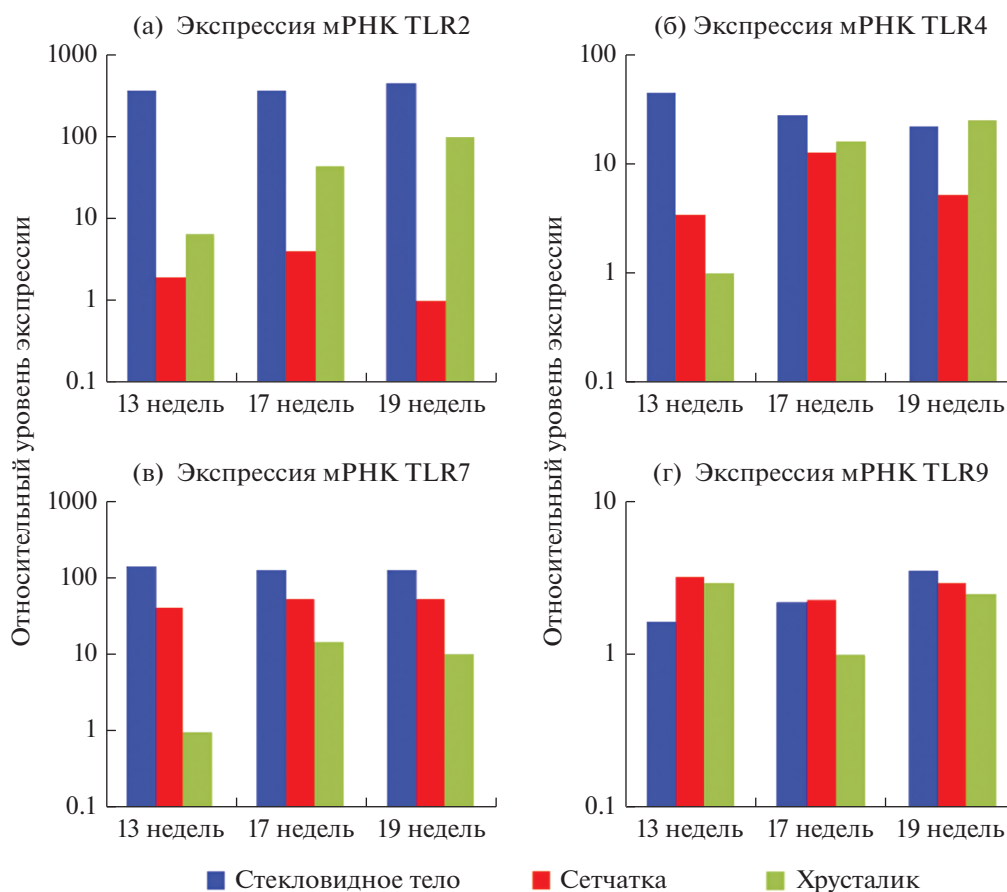 (а) Экспрессия мРНК TLR2
1000
100
10
1
0.1
13 недель 17 недель 19 недель
(б) Экспрессия мРНК TLR4
100
10
1
0.1
13 недель 17 недель 19 недель
Относительный уровень экспрессии
Относительный уровень экспрессии
(в) Экспрессия мРНК TLR7
1000
100
10
1
0.1
13 недель 17 недель 19 недель
(г) Экспрессия мРНК TLR9
10
1
0.1
13 недель 17 недель 19 недель
Стекловидное тело Сетчатка Хрусталик